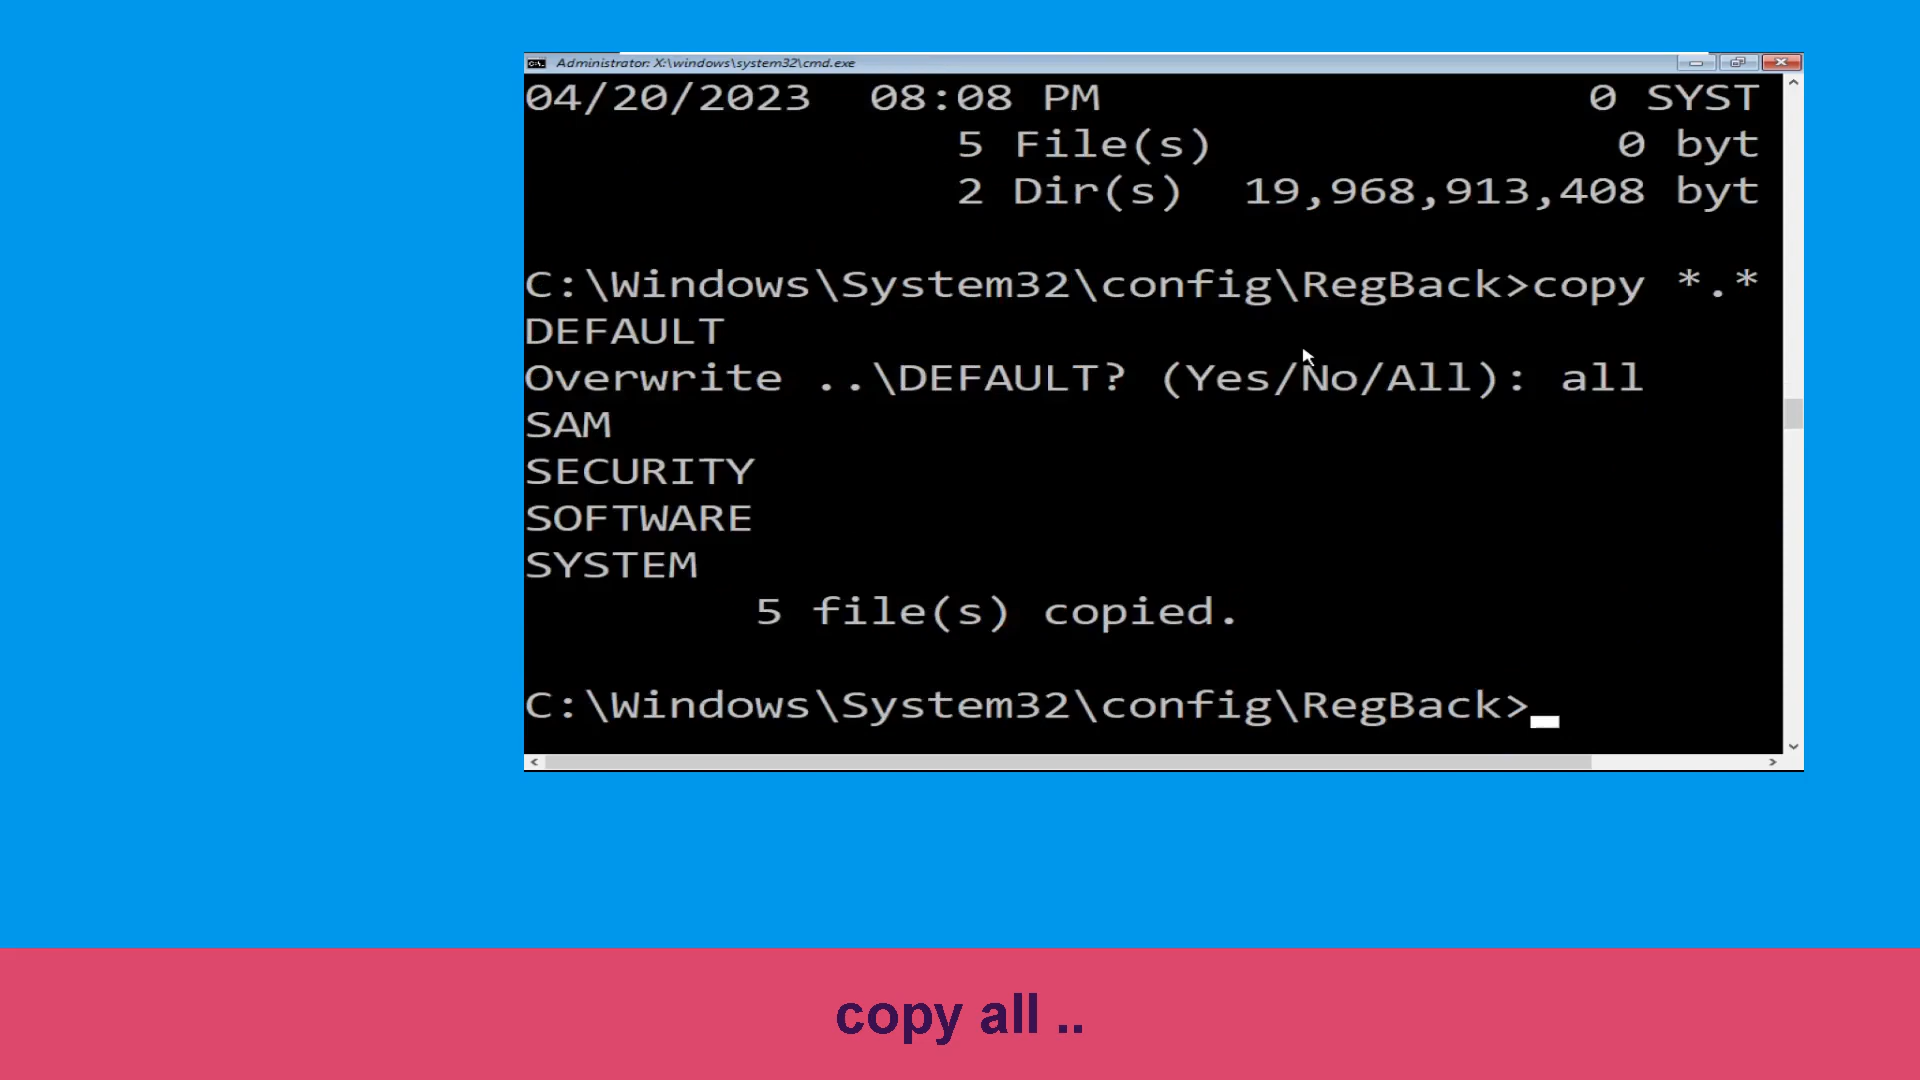 Administrator: X:\windows\system32\cmd.exe
04/20/2023  08:08 PM                 0 SYST
5 File(s)              0 byt
2 Dir(s)  19,968,913,408 byt
C:\Windows\System32\config\RegBack>copy *.*
DEFAULT
Overwrite ..\DEFAULT? (Yes/No/All): all
SAM
SECURITY
SOFTWARE
SYSTEM
5 file(s) copied.
C:\Windows\System32\config\RegBack>
copy all ..